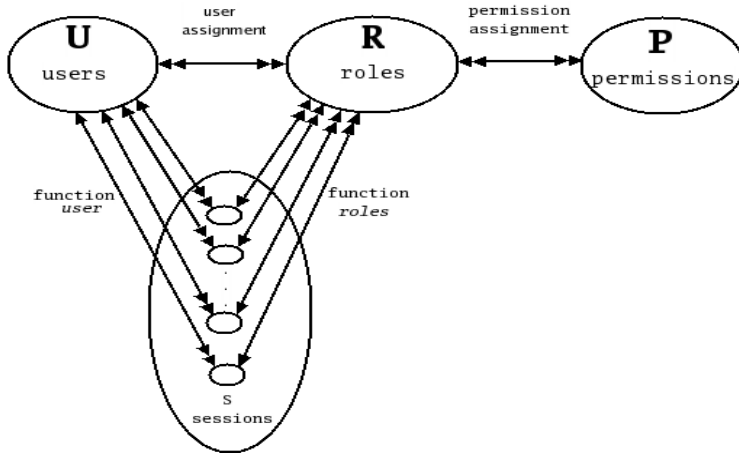 user
assignment
permission
assignment
U
users
R
roles
P
permissions
function
user
function
roles
S
sessions